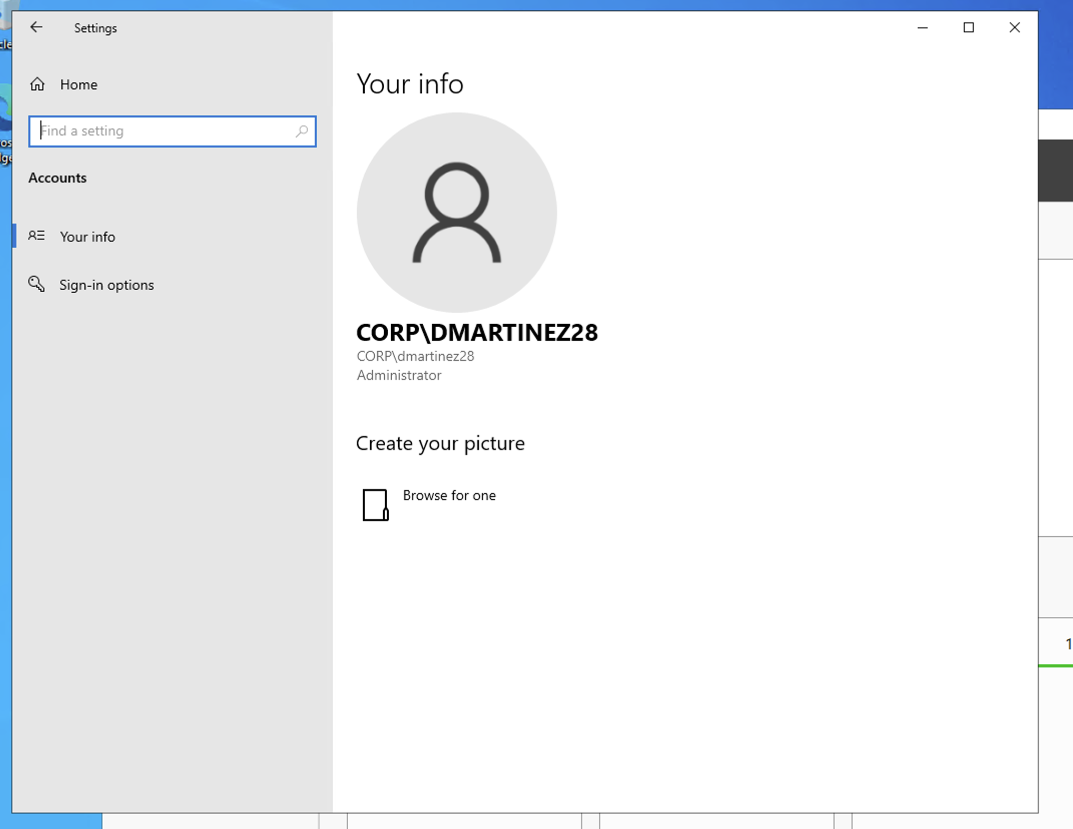 Settings
Home
Find a setting
Accounts
Your info
Sign-in options
Your info
CORP\DMARTINEZ28
CORP\dmartinez28
Administrator
Create your picture
Browse for one
1